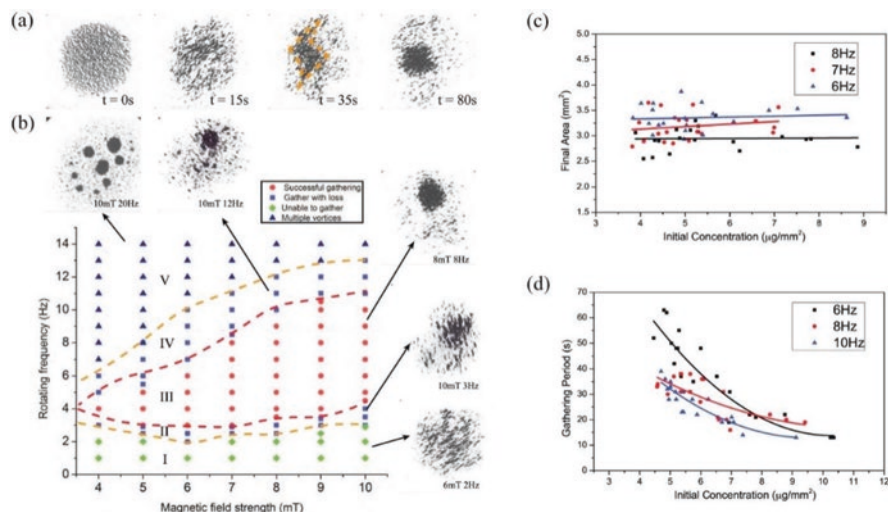 (a)
t = 0s
t = 15s
t = 35s
t = 80s
(b)
10mT 20Hz
10mT 12Hz
Successful gathering
Gather with loss
Unable to gather
Multiple vortices
8mT 8Hz
10mT 3Hz
6mT 2Hz
Rotating frequency (Hz)
14
12
10
8
6
4
2
0
V
IV
III
II
I
4
5
6
7
8
9
10
Magnetic field strength (mT)
(c)
Final Area (mm²)
5.0
4.5
4.0
3.5
3.0
2.5
2.0
1.5
8Hz
7Hz
6Hz
3
4
5
6
7
8
9
Initial Concentration (μg/mm²)
(d)
Gathering Period (s)
80
70
60
50
40
30
20
10
0
6Hz
8Hz
10Hz
3
4
5
6
7
8
9
10
11
12
Initial Concentration (μg/mm²)